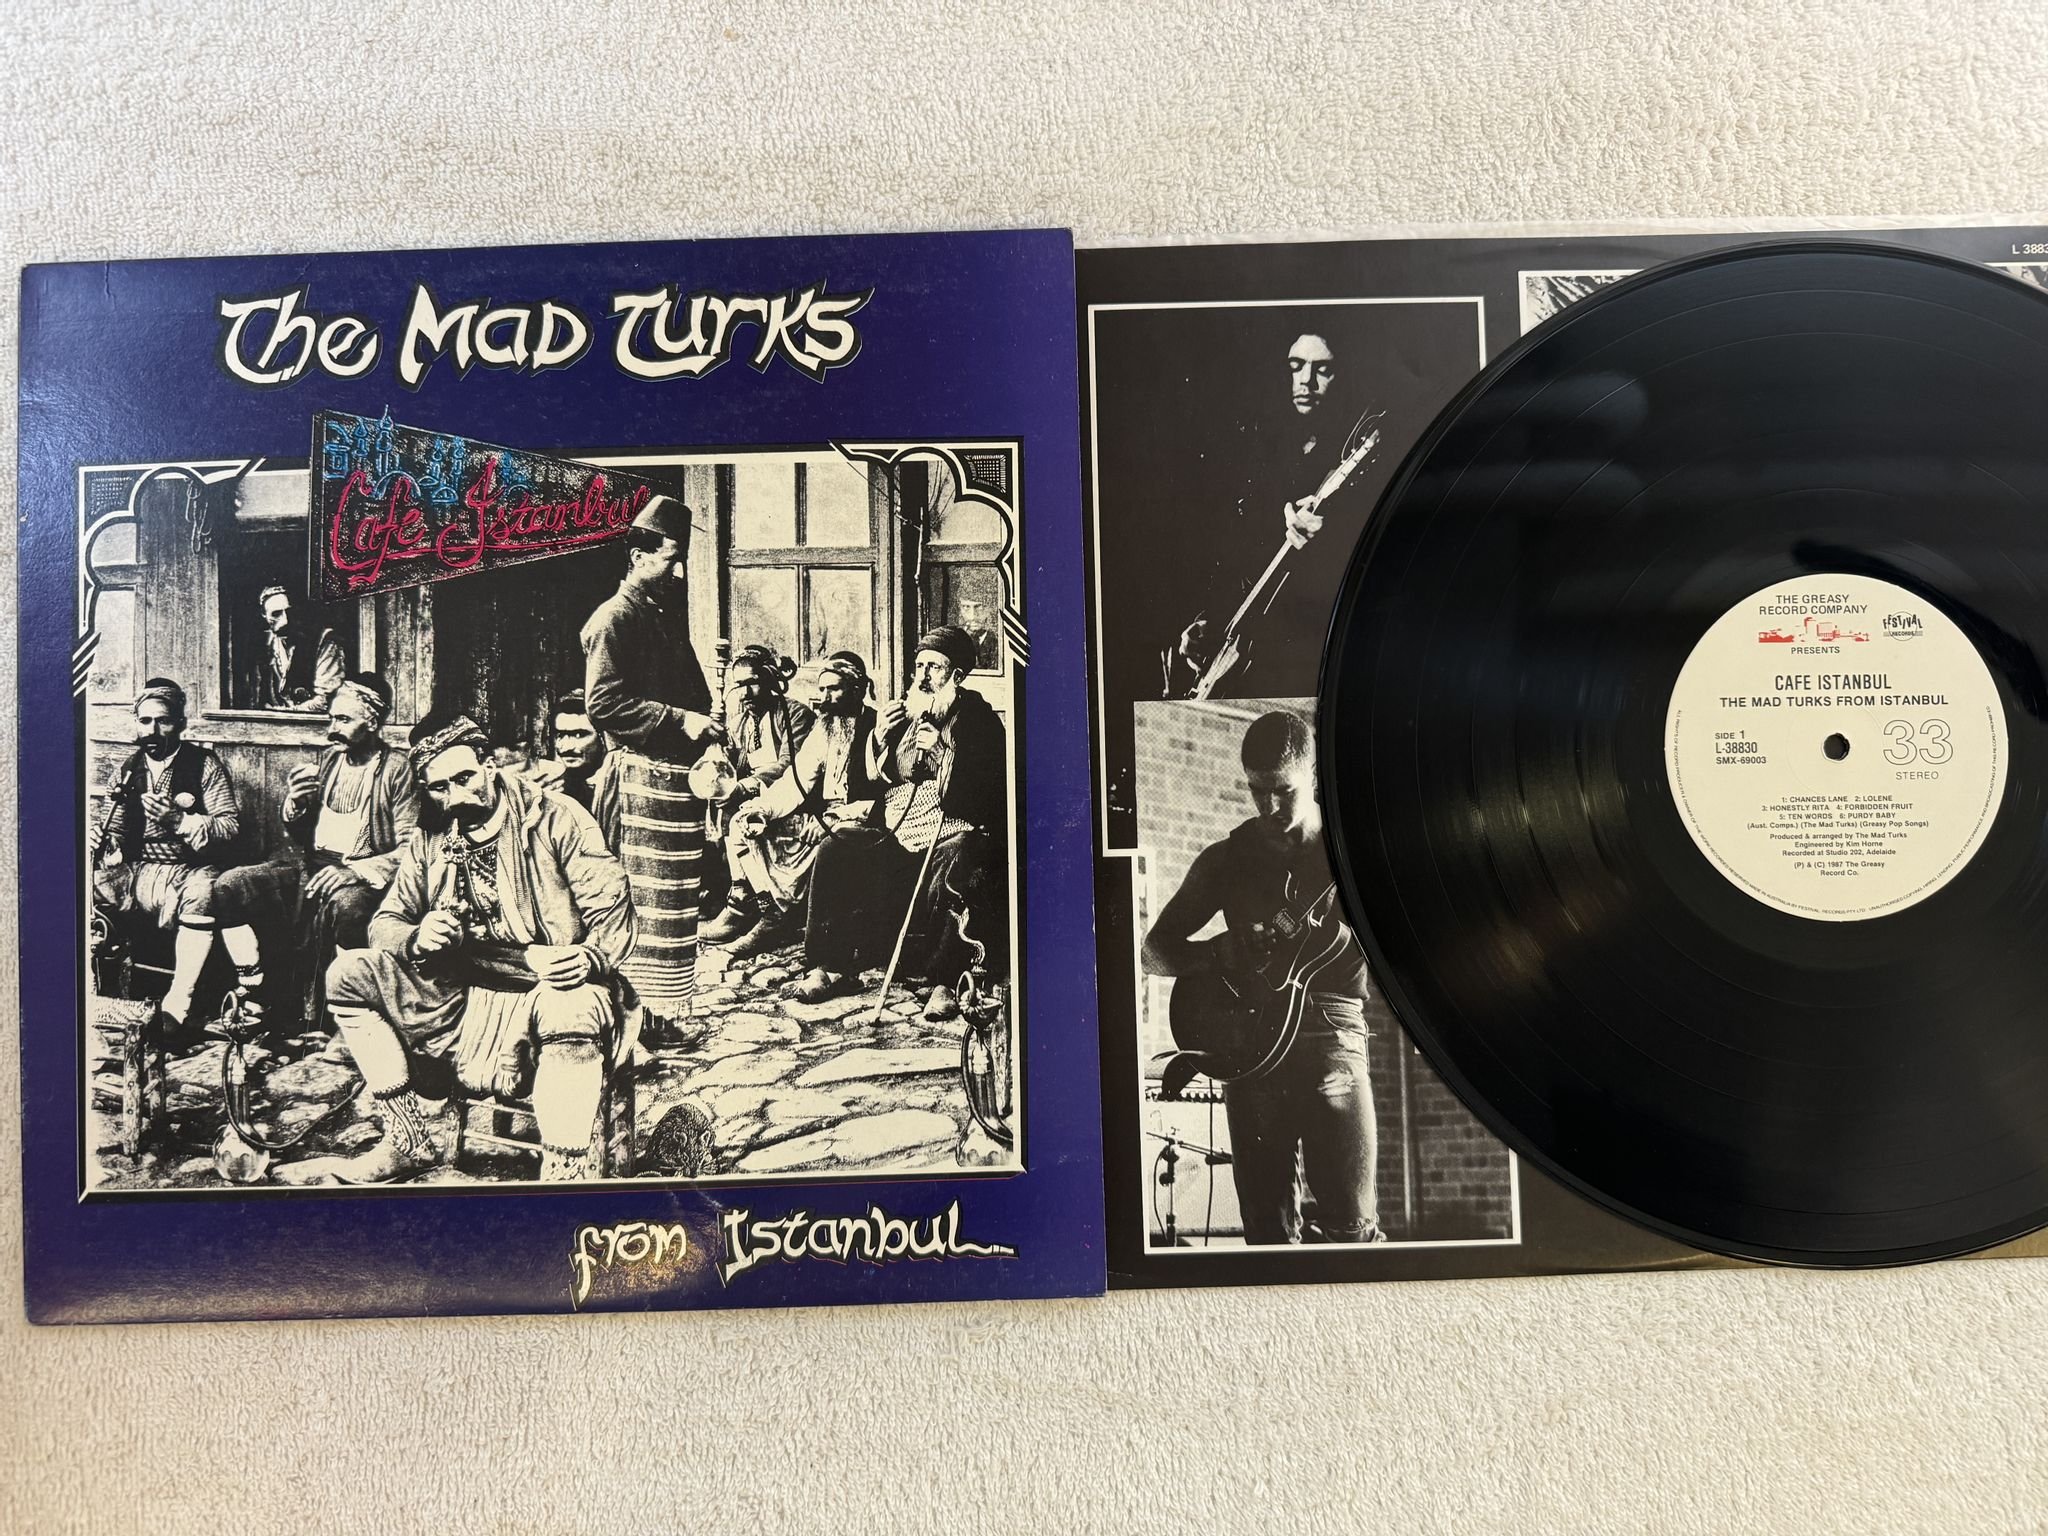 The Mad Turks
Cafe Istanbul
from Istanbul
L 3883
THE GREASY
RECORD COMPANY
FESTIVAL
RECORDS
PRESENTS
CAFE ISTANBUL
THE MAD TURKS FROM ISTANBUL
SIDE 1
L-38830
SMX-69003
33
STEREO
1: CHANCES LANE 2: LOLENE
3: HONESTLY RITA 4: FORBIDDEN FRUIT
5: TEN WORDS 6: PURDY BABY
(Aust. Comps.) (The Mad Turks) (Greasy Pop Songs)
Produced & arranged by The Mad Turks
Engineered by Kim Horne
Recorded at Studio 202, Adelaide
(P) & (C) 1987 The Greasy
Record Co.